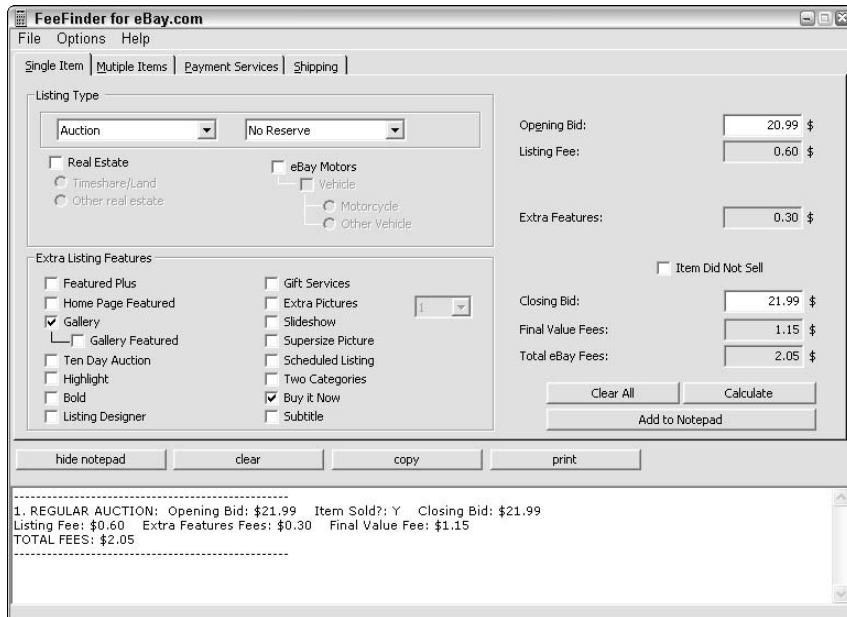 FeeFinder for eBay.com
File Options Help
Single Item Mutiple Items Payment Services Shipping
Listing Type
Auction No Reserve
Real Estate
Timeshare/Land
Other real estate
eBay Motors
Vehicle
Motorcycle
Other Vehicle
Extra Listing Features
Featured Plus
Home Page Featured
Gallery
Gallery Featured
Ten Day Auction
Highlight
Bold
Listing Designer
Gift Services
Extra Pictures 1
Slideshow
Supersize Picture
Scheduled Listing
Two Categories
Buy it Now
Subtitle
Opening Bid: 20.99 $
Listing Fee: 0.60 $
Extra Features: 0.30 $
Item Did Not Sell
Closing Bid: 21.99 $
Final Value Fees: 1.15 $
Total eBay Fees: 2.05 $
Clear All Calculate
Add to Notepad
hide notepad clear copy print
--------------------------------------------------
1. REGULAR AUCTION: Opening Bid: $21.99 Item Sold?: Y Closing Bid: $21.99
Listing Fee: $0.60 Extra Features Fees: $0.30 Final Value Fee: $1.15
TOTAL FEES: $2.05
--------------------------------------------------